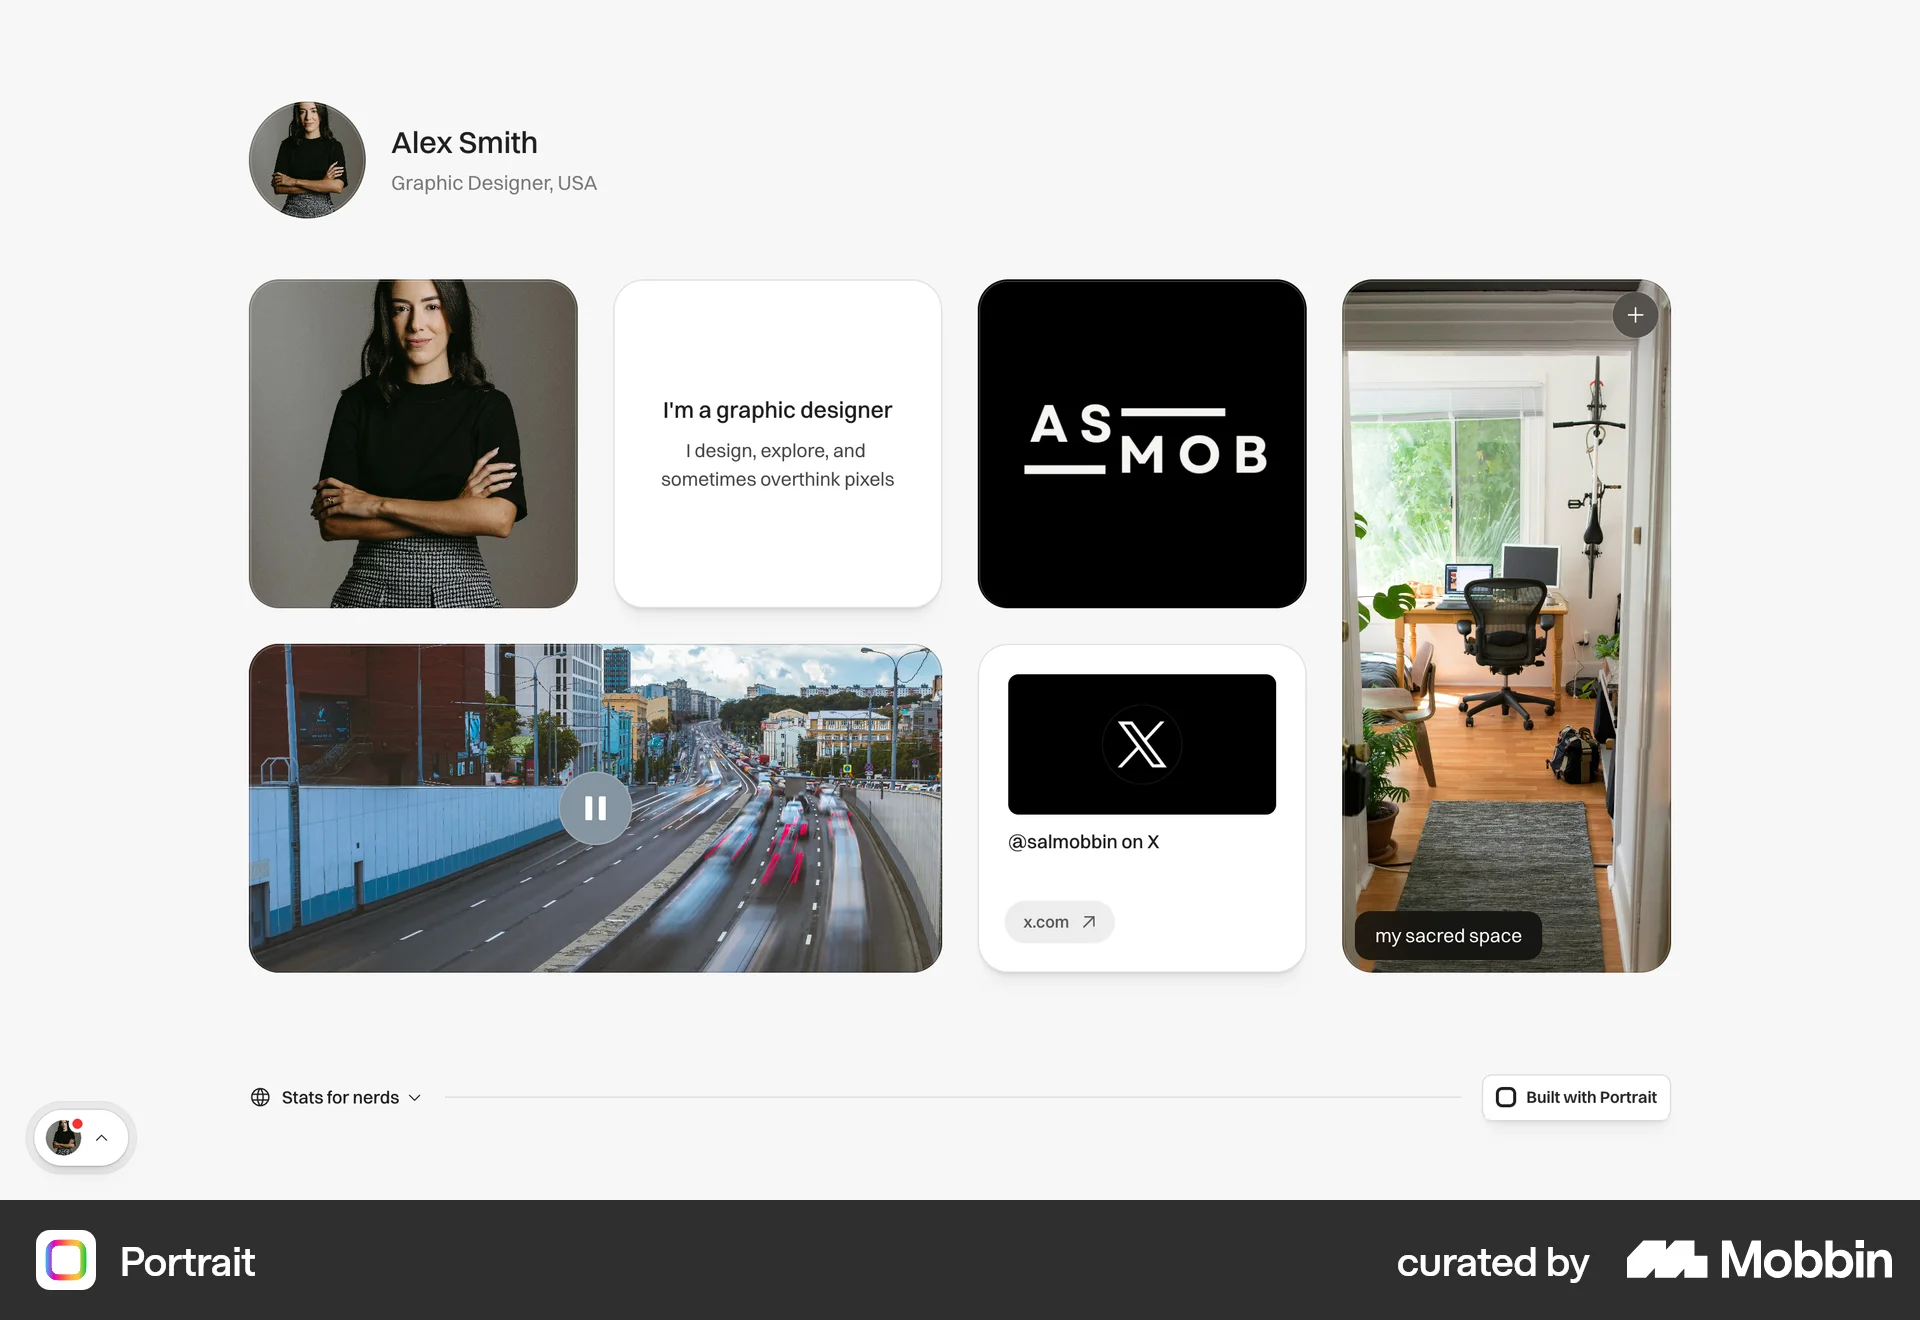 Alex Smith
Graphic Designer, USA
I'm a graphic designer
I design, explore, and
sometimes overthink pixels
AS
MOB
@salmobbin on X
x.com
my sacred space
Stats for nerds
Built with Portrait
Portrait
curated by Mobbin